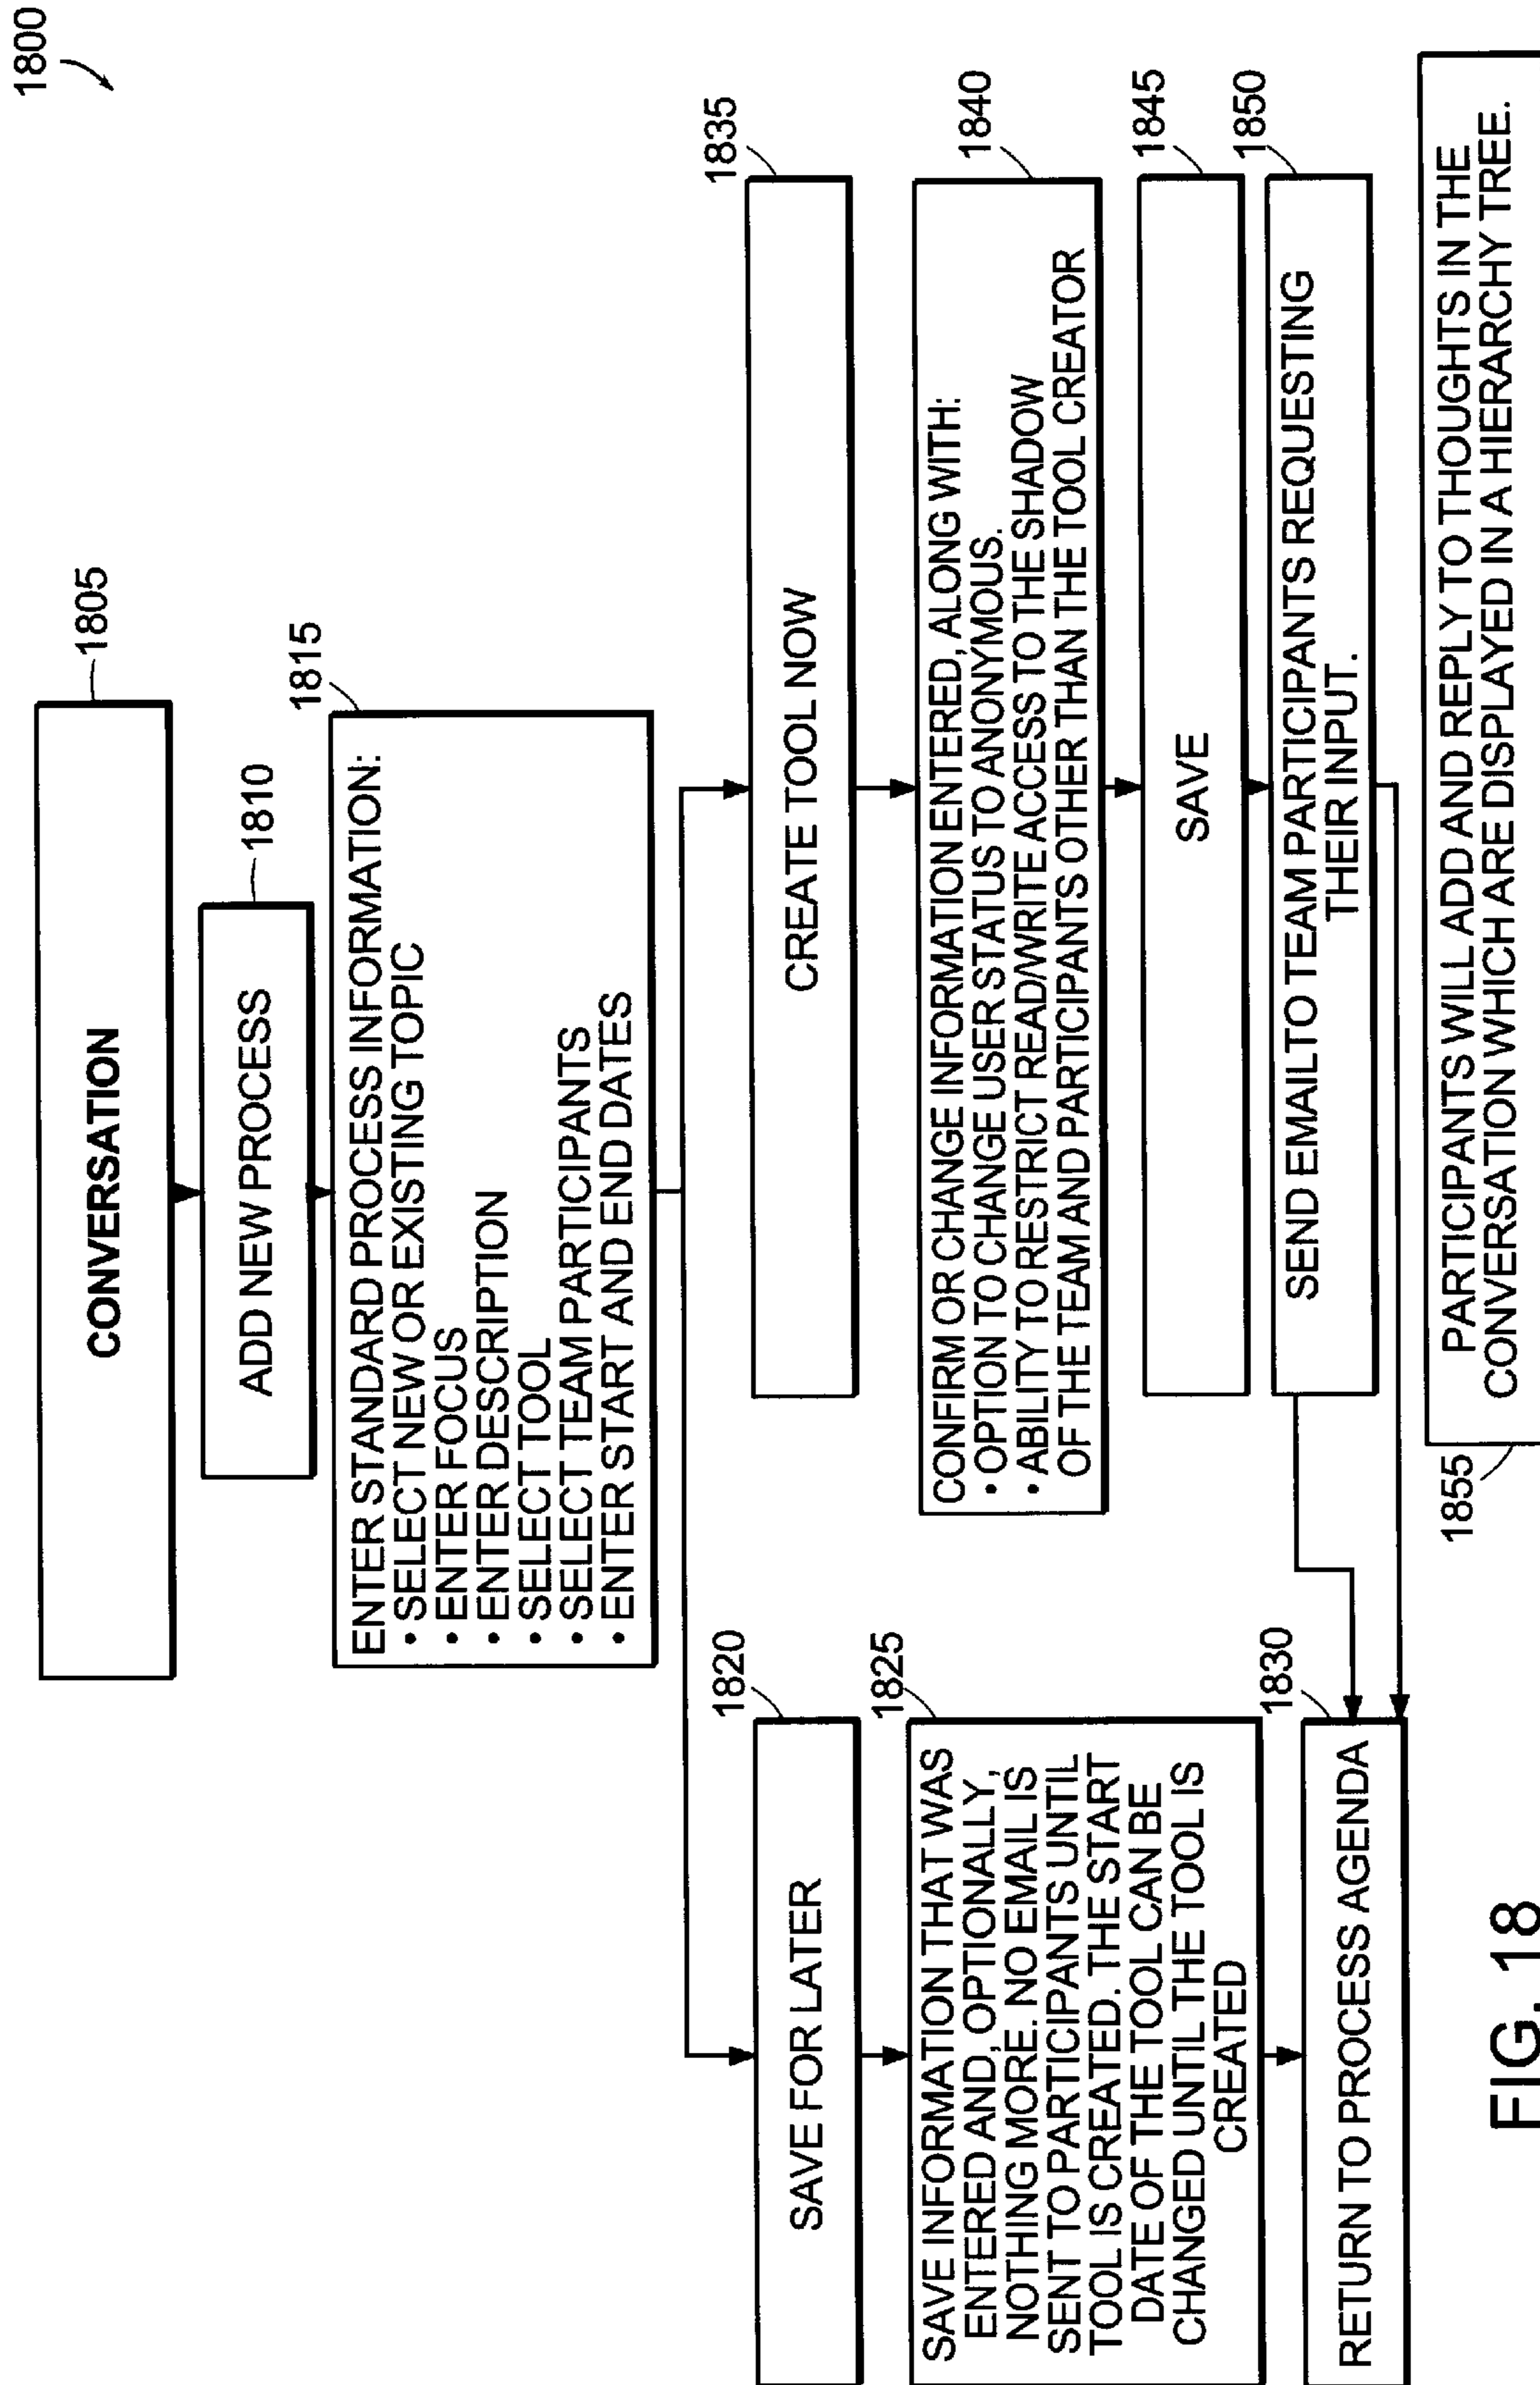 1800
CONVERSATION
1805
ADD NEW PROCESS
1810
1815
ENTER STANDARD PROCESS INFORMATION:
• SELECT NEW OR EXISTING TOPIC
• ENTER FOCUS
• ENTER DESCRIPTION
• SELECT TOOL
• SELECT TEAM PARTICIPANTS
• ENTER START AND END DATES
1820
SAVE FOR LATER
1825
SAVE INFORMATION THAT WAS
ENTERED AND, OPTIONALLY,
NOTHING MORE. NO EMAIL IS
SENT TO PARTICIPANTS UNTIL
TOOL IS CREATED. THE START
DATE OF THE TOOL CAN BE
CHANGED UNTIL THE TOOL IS
CREATED
1830
RETURN TO PROCESS AGENDA
1835
CREATE TOOL NOW
1840
CONFIRM OR CHANGE INFORMATION ENTERED, ALONG WITH:
• OPTION TO CHANGE USER STATUS TO ANONYMOUS.
• ABILITY TO RESTRICT READ/WRITE ACCESS TO THE SHADOW
OF THE TEAM AND PARTICIPANTS OTHER THAN THE TOOL CREATOR
1845
SAVE
1850
SEND EMAIL TO TEAM PARTICIPANTS REQUESTING
THEIR INPUT.
1855
PARTICIPANTS WILL ADD AND REPLY TO THOUGHTS IN THE
CONVERSATION WHICH ARE DISPLAYED IN A HIERARCHY TREE.
FIG. 18